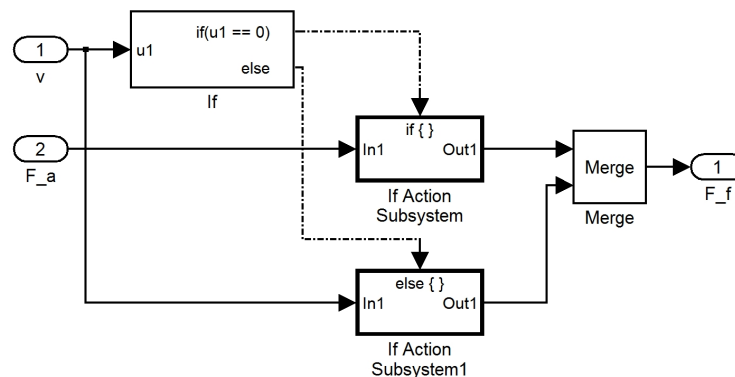 1
v
u1
if(u1 == 0)
else
If
2
F_a
if { }
In1
Out1
If Action
Subsystem
Merge
Merge
1
F_f
else { }
In1
Out1
If Action
Subsystem1